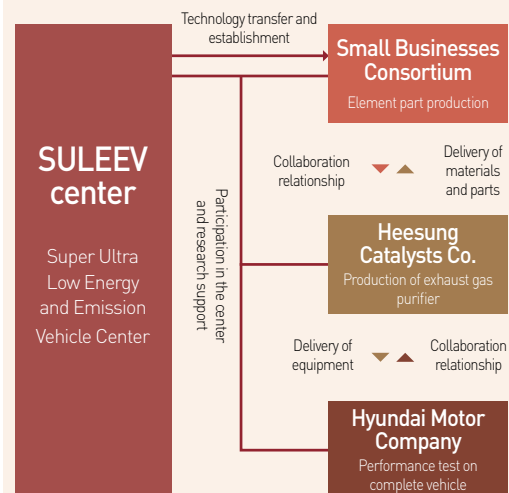 Technology transfer and
establishment
SULEEV
center
Super Ultra
Low Energy
and Emission
Vehicle Center
Participation in the center
and research support
Small Businesses
Consortium
Element part production
Collaboration
relationship
Delivery of
materials
and parts
Heesung
Catalysts Co.
Production of exhaust gas
purifier
Delivery of
equipment
Collaboration
relationship
Hyundai Motor
Company
Performance test on
complete vehicle